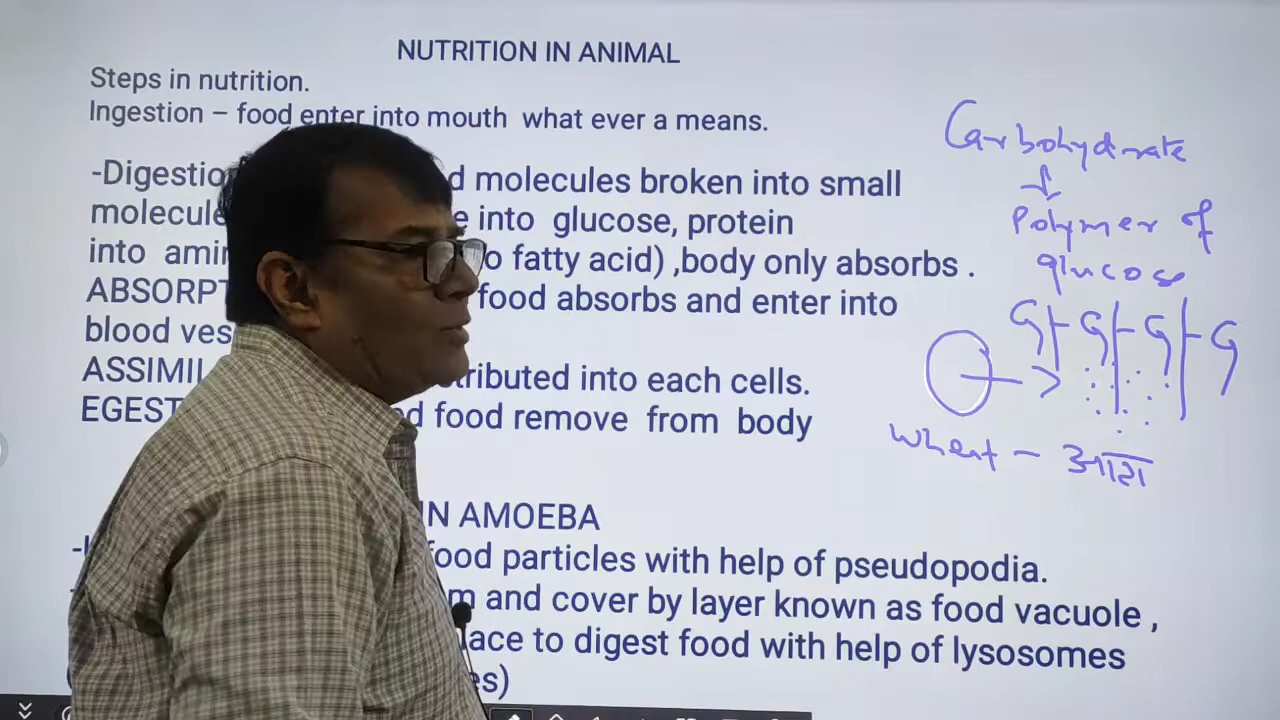 NUTRITION IN ANIMAL
Steps in nutrition.
Ingestion – food enter into mouth what ever a means.
-Digestio d molecules broken into small
molecule e into glucose, protein
into amin o fatty acid) ,body only absorbs .
ABSORPT food absorbs and enter into
blood ves
ASSIMIL tributed into each cells.
EGEST d food remove from body
IN AMOEBA
food particles with help of pseudopodia.
m and cover by layer known as food vacuole ,
lace to digest food with help of lysosomes
es)
Carbohydrate
Polymer of
glucose
G G G G
wheat –